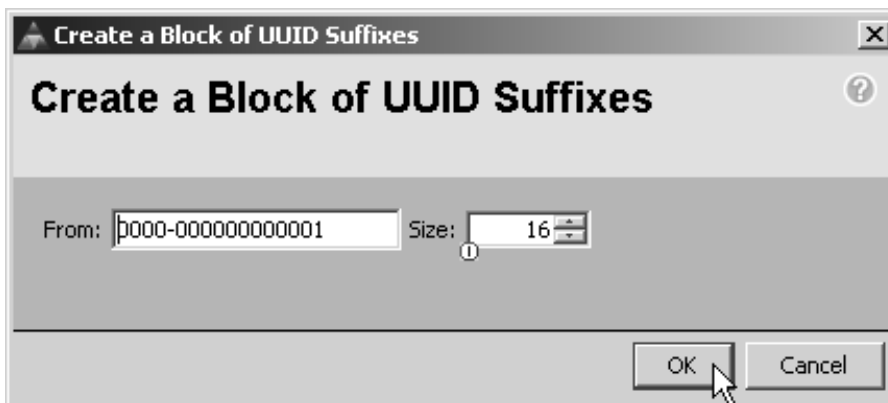 Create a Block of UUID Suffixes
Create a Block of UUID Suffixes
From: 0000-000000000001 Size: 16
OK Cancel